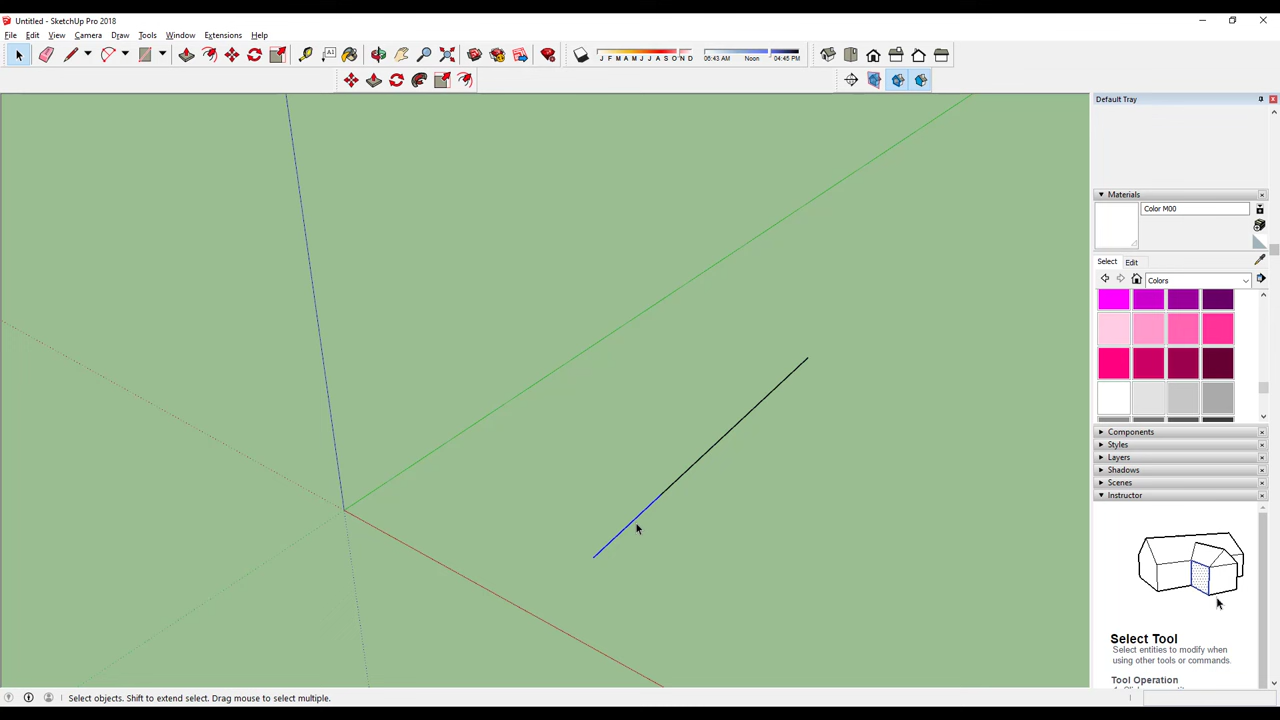 Untitled - SketchUp Pro 2018
File Edit View Camera Draw Tools Window Extensions Help
A1
J F M A M J J A S O N D 06:43 AM Noon 04:45 PM
Default Tray
Materials
Color M00
Select Edit
Colors
Components
Styles
Layers
Shadows
Scenes
Instructor
Select Tool
Select entities to modify when
using other tools or commands.
Tool Operation
Select objects. Shift to extend select. Drag mouse to select multiple.